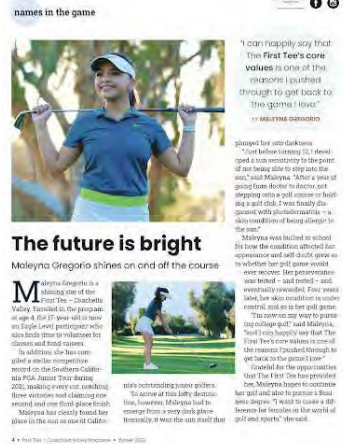 names in the game
"I can happily say that
The First Tee's core
values is one of the
reasons I pushed
through to get back to
the game I love."
MALEYNA GREGORIO
The future is bright
Maleyna Gregorio shines on and off the course
Maleyna Gregorio is a
shining star of the
First Tee – Coachella
Valley. Enrolled in the program
at age 4, the 17-year-old is now
an Eagle Level participant who
also finds time to volunteer for
classes and fund-raisers.
In addition, she has com-
piled a stellar competitive
record on the Southern Califor-
nia PGA Junior Tour during
2021, making every cut, notching
three victories and claiming one
second and one third-place finish.
Maleyna has clearly found her
place in the sun as one of Califor-
nia's outstanding junior golfers.
To arrive at this lofty destina-
tion, however, Maleyna had to
emerge from a very dark place.
Ironically, it was the sun itself that
plunged her into darkness.
"Just before turning 12, I devel-
oped a sun sensitivity to the point
of not being able to step into the
sun," said Maleyna. "After a year of
going from doctor to doctor, not
stepping onto a golf course or hold-
ing a golf club, I was finally diag-
nosed with photodermatitis – a
skin condition of being allergic to
the sun."
Maleyna was bullied at school
for how the condition affected her
appearance and self-doubt grew as
to whether her golf game would
ever recover. Her perseverance
was tested – and tested – and
eventually rewarded. Four years
later, her skin condition is under
control, and so is her golf game.
"I'm now on my way to pursu-
ing college golf," said Maleyna,
"and I can happily say that The
First Tee's core values is one of
the reasons I pushed through to
get back to the game I love."
Grateful for the opportunities
that The First Tee has provided
her, Maleyna hopes to continue
her golf and also to pursue a Busi-
ness degree. "I want to make a dif-
ference for females in the world of
golf and sports," she said.
4 • First Tee – Coachella Valley Magazine • Winter 2022